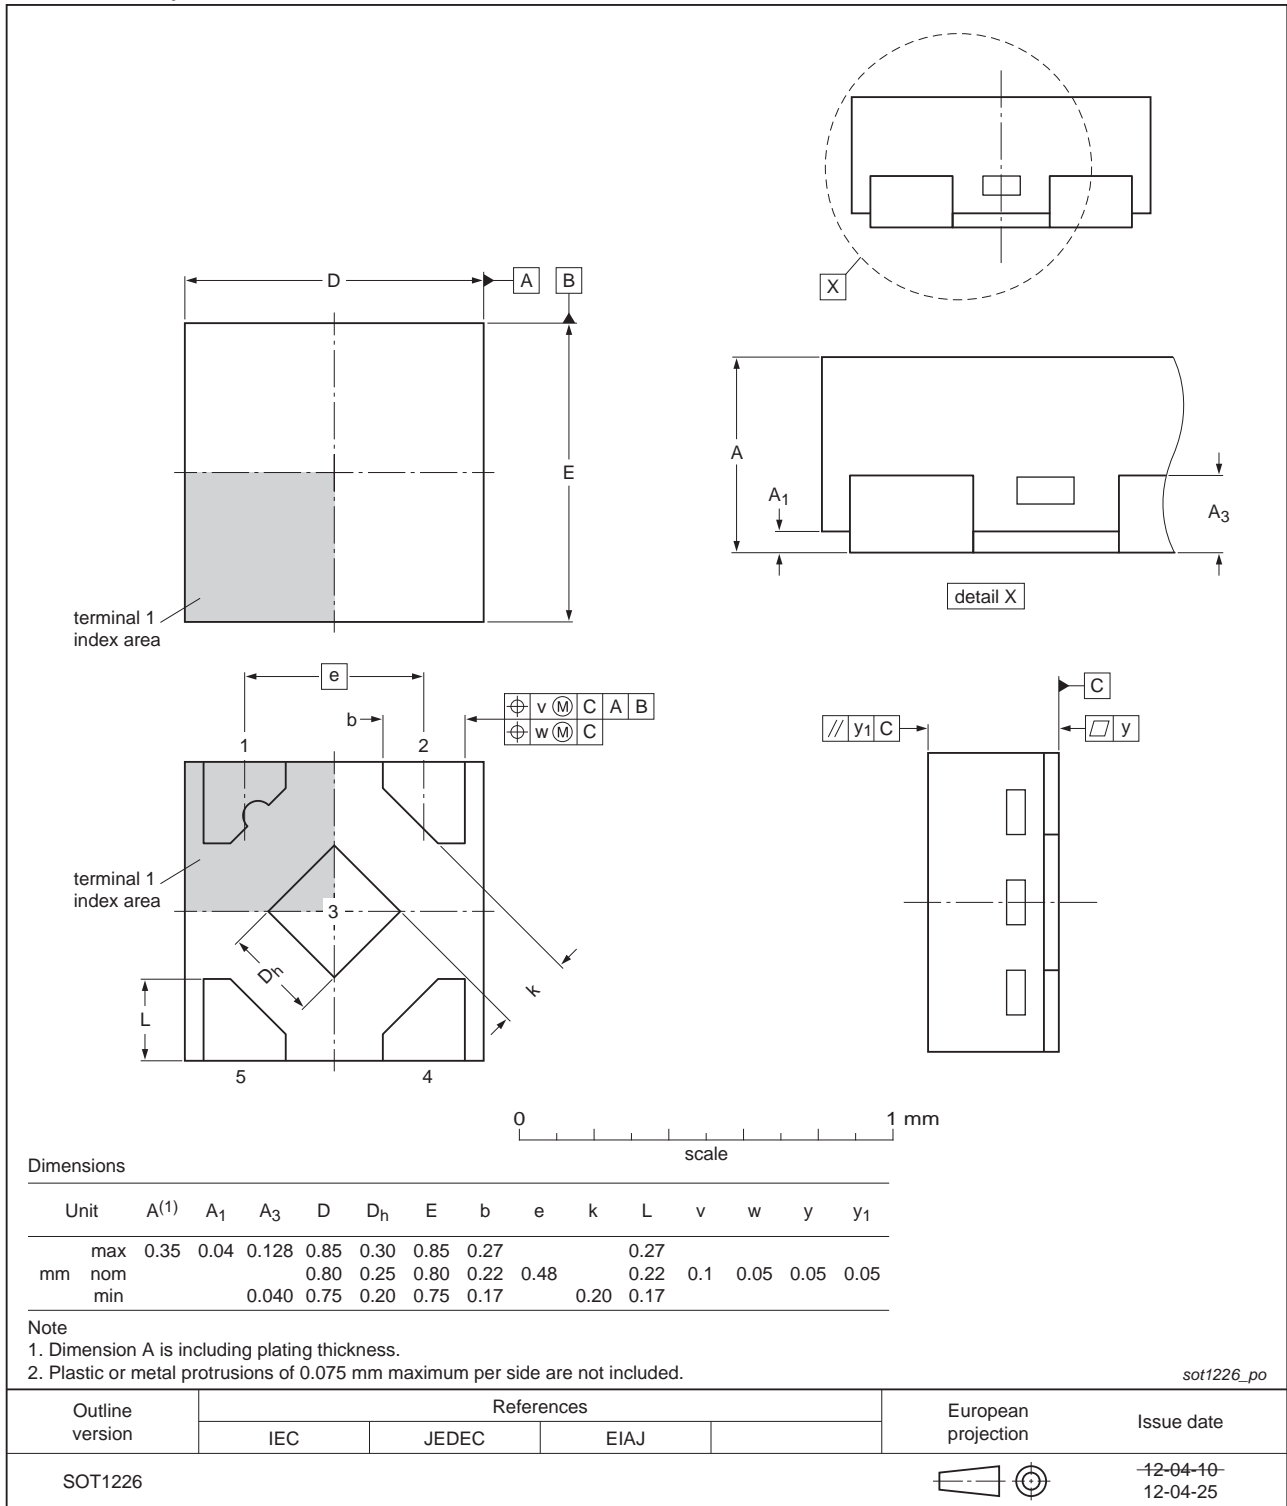 X
D
A B
E
terminal 1
index area
A
A1
A3
detail X
e
b
v M C A B
w M C
1 2
terminal 1
index area
3
Dh
k
L
5 4
C
// y1 C
y
0 1 mm
scale
Dimensions
Unit A(1) A1 A3 D Dh E b e k L v w y y1
max 0.35 0.04 0.128 0.85 0.30 0.85 0.27 0.27
mm nom 0.80 0.25 0.80 0.22 0.48 0.22 0.1 0.05 0.05 0.05
min 0.040 0.75 0.20 0.75 0.17 0.20 0.17
Note
1. Dimension A is including plating thickness.
2. Plastic or metal protrusions of 0.075 mm maximum per side are not included.
sot1226_po
Outline
version
References
IEC JEDEC EIAJ
European
projection
Issue date
SOT1226
12-04-10
12-04-25